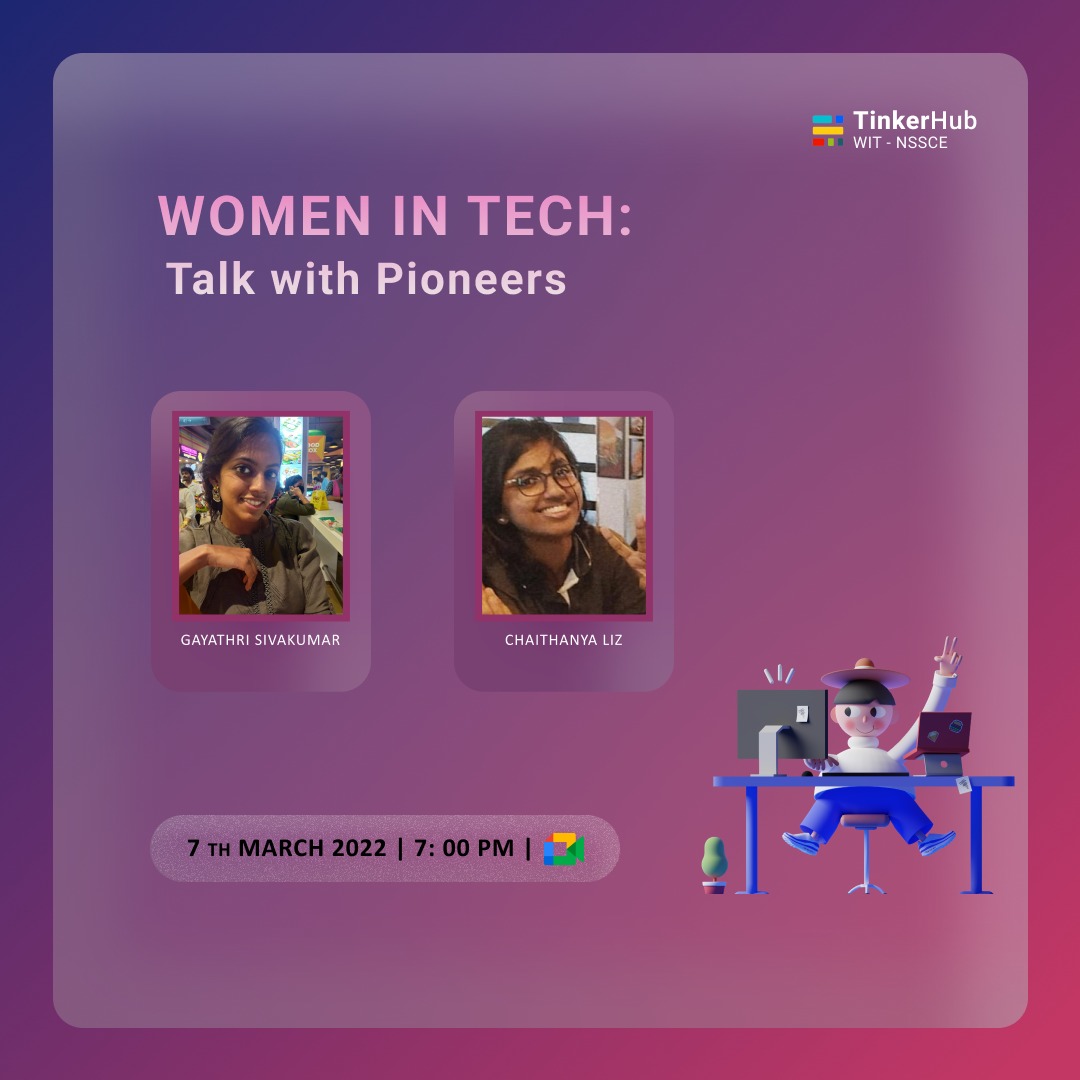 TinkerHub
WIT - NSSCE
WOMEN IN TECH:
Talk with Pioneers
GAYATHRI SIVAKUMAR
CHAITHANYA LIZ
7 TH MARCH 2022 | 7: 00 PM |